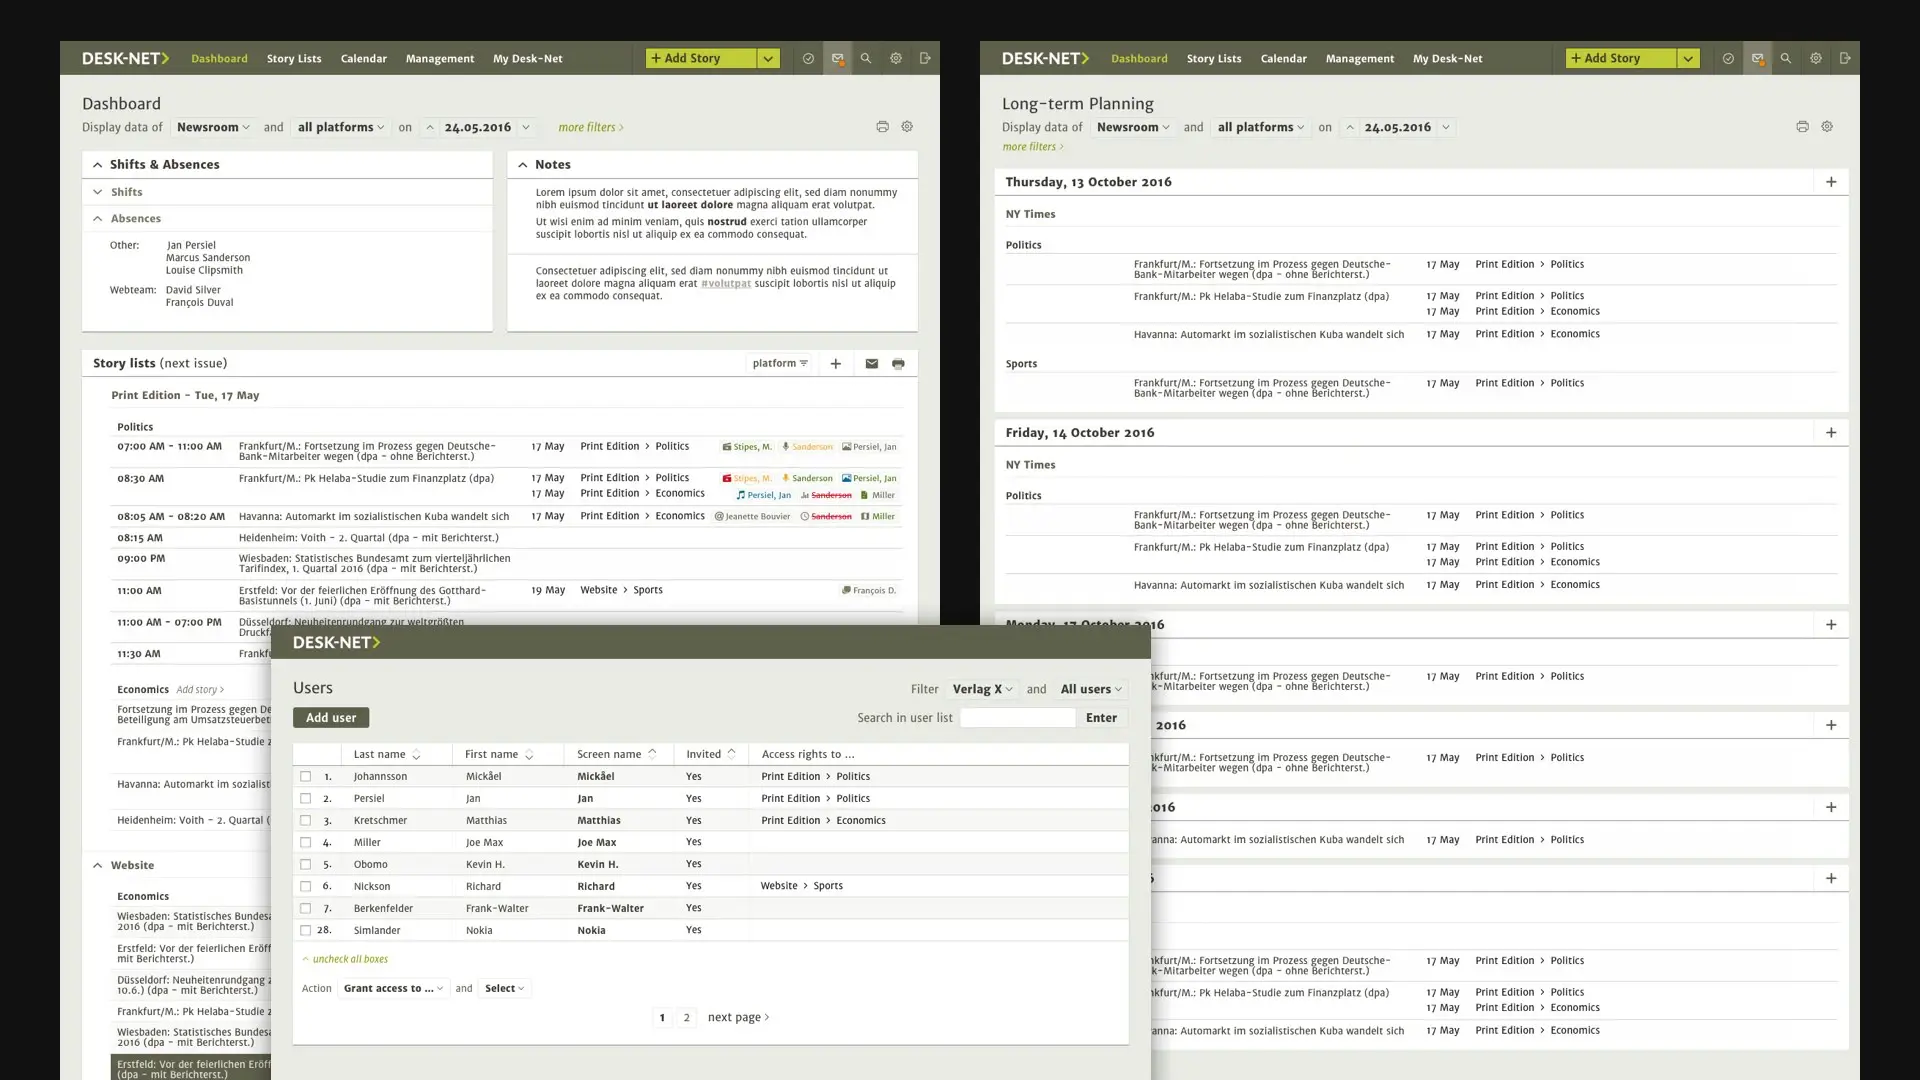 DESK-NET> Dashboard Story Lists Calendar Management My Desk-Net + Add Story
Dashboard
Display data of Newsroom and all platforms on 24.05.2016 more filters >
Shifts & Absences
Shifts
Absences
Other: Jan Persiel
Marcus Sanderson
Louise Clipsmith
Webteam: David Silver
François Duval
Notes
Lorem ipsum dolor sit amet, consectetuer adipiscing elit, sed diam nonummy
nibh euismod tincidunt ut laoreet dolore magna aliquam erat volutpat.
Ut wisi enim ad minim veniam, quis nostrud exerci tation ullamcorper
suscipit lobortis nisl ut aliquip ex ea commodo consequat.
Consectetuer adipiscing elit, sed diam nonummy nibh euismod tincidunt ut
laoreet dolore magna aliquam erat #volutpat suscipit lobortis nisl ut aliquip
ex ea commodo consequat.
Story lists (next issue) platform +
Print Edition - Tue, 17 May
Politics
07:00 AM - 11:00 AM Frankfurt/M.: Fortsetzung im Prozess gegen Deutsche- 17 May Print Edition > Politics Stipes, M. Sanderson Persiel, Jan
Bank-Mitarbeiter wegen (dpa - ohne Berichterst.)
08:30 AM Frankfurt/M.: Pk Helaba-Studie zum Finanzplatz (dpa) 17 May Print Edition > Politics Stipes, M. Sanderson Persiel, Jan
17 May Print Edition > Economics Persiel, Jan Sanderson Miller
08:05 AM - 08:20 AM Havanna: Automarkt im sozialistischen Kuba wandelt sich 17 May Print Edition > Economics Jeanette Bouvier Sanderson Miller
08:15 AM Heidenheim: Voith - 2. Quartal (dpa - mit Berichterst.)
09:00 PM Wiesbaden: Statistisches Bundesamt zum vierteljährlichen
Tarifindex, 1. Quartal 2016 (dpa - mit Berichterst.)
11:00 AM Erstfeld: Vor der feierlichen Eröffnung des Gotthard- 19 May Website > Sports François D.
Basistunnels (1. Juni) (dpa - mit Berichterst.)
11:00 AM - 07:00 PM Düsseldorf: Neuheitenrundgang zur weltgrößten
Druckfa
11:30 AM Frankf
Economics Add story >
Fortsetzung im Prozess gegen De
Beteiligung am Umsatzsteuerbet
Frankfurt/M.: Pk Helaba-Studie z
Havanna: Automarkt im sozialist
Heidenheim: Voith - 2. Quartal (
Website
Economics
Wiesbaden: Statistisches Bundesa
2016 (dpa - mit Berichterst.)
Erstfeld: Vor der feierlichen Eröff
mit Berichterst.)
Düsseldorf: Neuheitenrundgang z
10.6.) (dpa - mit Berichterst.)
Frankfurt/M.: Pk Helaba-Studie z
Wiesbaden: Statistisches Bundesa
2016 (dpa - mit Berichterst.)
Erstfeld: Vor der feierlichen Eröff
(dpa - mit Berichterst.)
DESK-NET>
Users
Filter Verlag X and All users
Add user
Search in user list Enter
Last name First name Screen name Invited Access rights to ...
1. Johannsson Mickåel Mickåel Yes Print Edition > Politics
2. Persiel Jan Jan Yes Print Edition > Politics
3. Kretschmer Matthias Matthias Yes Print Edition > Economics
4. Miller Joe Max Joe Max Yes
5. Obomo Kevin H. Kevin H. Yes
6. Nickson Richard Richard Yes Website > Sports
7. Berkenfelder Frank-Walter Frank-Walter Yes
28. Simlander Nokia Nokia Yes
uncheck all boxes
Action Grant access to ... and Select
1 2 next page >
DESK-NET> Dashboard Story Lists Calendar Management My Desk-Net + Add Story
Long-term Planning
Display data of Newsroom and all platforms on 24.05.2016
more filters >
Thursday, 13 October 2016 +
NY Times
Politics
Frankfurt/M.: Fortsetzung im Prozess gegen Deutsche- 17 May Print Edition > Politics
Bank-Mitarbeiter wegen (dpa - ohne Berichterst.)
Frankfurt/M.: Pk Helaba-Studie zum Finanzplatz (dpa) 17 May Print Edition > Politics
17 May Print Edition > Economics
Havanna: Automarkt im sozialistischen Kuba wandelt sich 17 May Print Edition > Economics
Sports
Frankfurt/M.: Fortsetzung im Prozess gegen Deutsche- 17 May Print Edition > Politics
Bank-Mitarbeiter wegen (dpa - ohne Berichterst.)
Friday, 14 October 2016 +
NY Times
Politics
Frankfurt/M.: Fortsetzung im Prozess gegen Deutsche- 17 May Print Edition > Politics
Bank-Mitarbeiter wegen (dpa - ohne Berichterst.)
Frankfurt/M.: Pk Helaba-Studie zum Finanzplatz (dpa) 17 May Print Edition > Politics
17 May Print Edition > Economics
Havanna: Automarkt im sozialistischen Kuba wandelt sich 17 May Print Edition > Economics
Monday, 17 October 2016 +
nkfurt/M.: Fortsetzung im Prozess gegen Deutsche- 17 May Print Edition > Politics
k-Mitarbeiter wegen (dpa - ohne Berichterst.)
2016 +
nkfurt/M.: Fortsetzung im Prozess gegen Deutsche- 17 May Print Edition > Politics
k-Mitarbeiter wegen (dpa - ohne Berichterst.)
2016 +
anna: Automarkt im sozialistischen Kuba wandelt sich 17 May Print Edition > Economics
6 +
nkfurt/M.: Fortsetzung im Prozess gegen Deutsche- 17 May Print Edition > Politics
k-Mitarbeiter wegen (dpa - ohne Berichterst.)
nkfurt/M.: Pk Helaba-Studie zum Finanzplatz (dpa) 17 May Print Edition > Politics
17 May Print Edition > Economics
anna: Automarkt im sozialistischen Kuba wandelt sich 17 May Print Edition > Economics